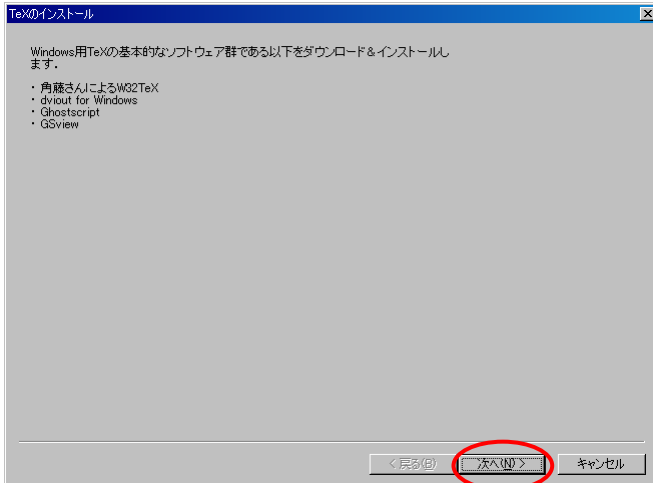 TeXのインストール
Windows用TeXの基本的なソフトウェア群である以下をダウンロード＆インストールし
ます．
・角藤さんによるW32TeX
・dviout for Windows
・Ghostscript
・GSview
< 戻る(B)
次へ(N) >
キャンセル